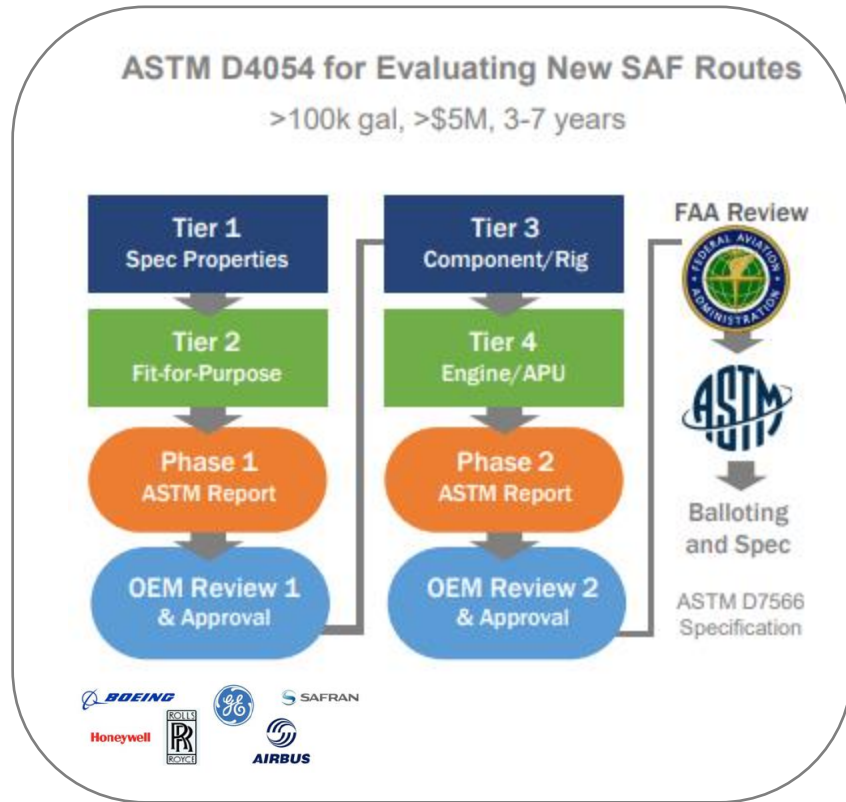 ASTM D4054 for Evaluating New SAF Routes
>100k gal, >$5M, 3-7 years
Tier 1
Spec Properties
Tier 2
Fit-for-Purpose
Phase 1
ASTM Report
OEM Review 1
& Approval
Tier 3
Component/Rig
Tier 4
Engine/APU
Phase 2
ASTM Report
OEM Review 2
& Approval
FAA Review
FEDERAL AVIATION
ADMINISTRATION
ASTM
Balloting
and Spec
ASTM D7566
Specification
BOEING
GE
SAFRAN
Honeywell
ROLLS
RR
ROYCE
AIRBUS